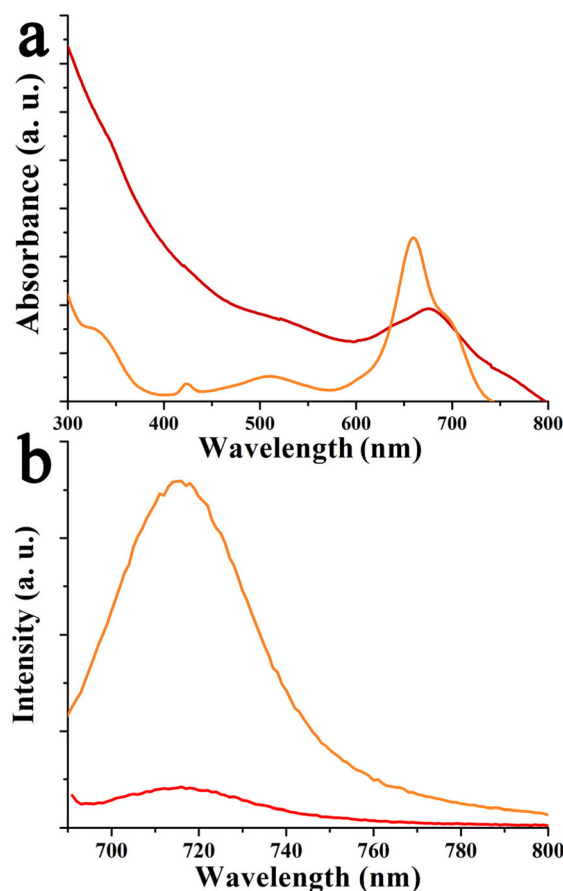 a
Absorbance (a. u.)
300 400 500 600 700 800
Wavelength (nm)
b
Intensity (a. u.)
700 720 740 760 780 800
Wavelength (nm)